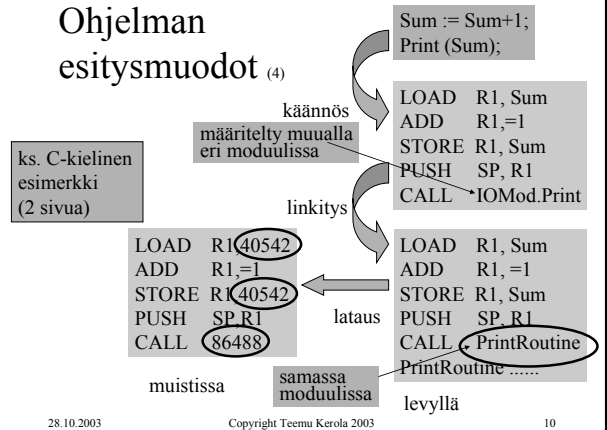 Ohjelman
esitysmuodot (4)
Sum := Sum+1;
Print (Sum);
käännös
LOAD R1, Sum
ADD R1,=1
STORE R1, Sum
PUSH SP, R1
CALL IOMod.Print
määritelty muualla
eri moduulissa
ks. C-kielinen
esimerkki
(2 sivua)
linkitys
LOAD R1, Sum
ADD R1, =1
STORE R1, Sum
PUSH SP, R1
CALL PrintRoutine
PrintRoutine ......
levyllä
samassa
moduulissa
lataus
LOAD R1,40542
ADD R1,=1
STORE R1,40542
PUSH SP,R1
CALL 86488
muistissa
28.10.2003 Copyright Teemu Kerola 2003 10